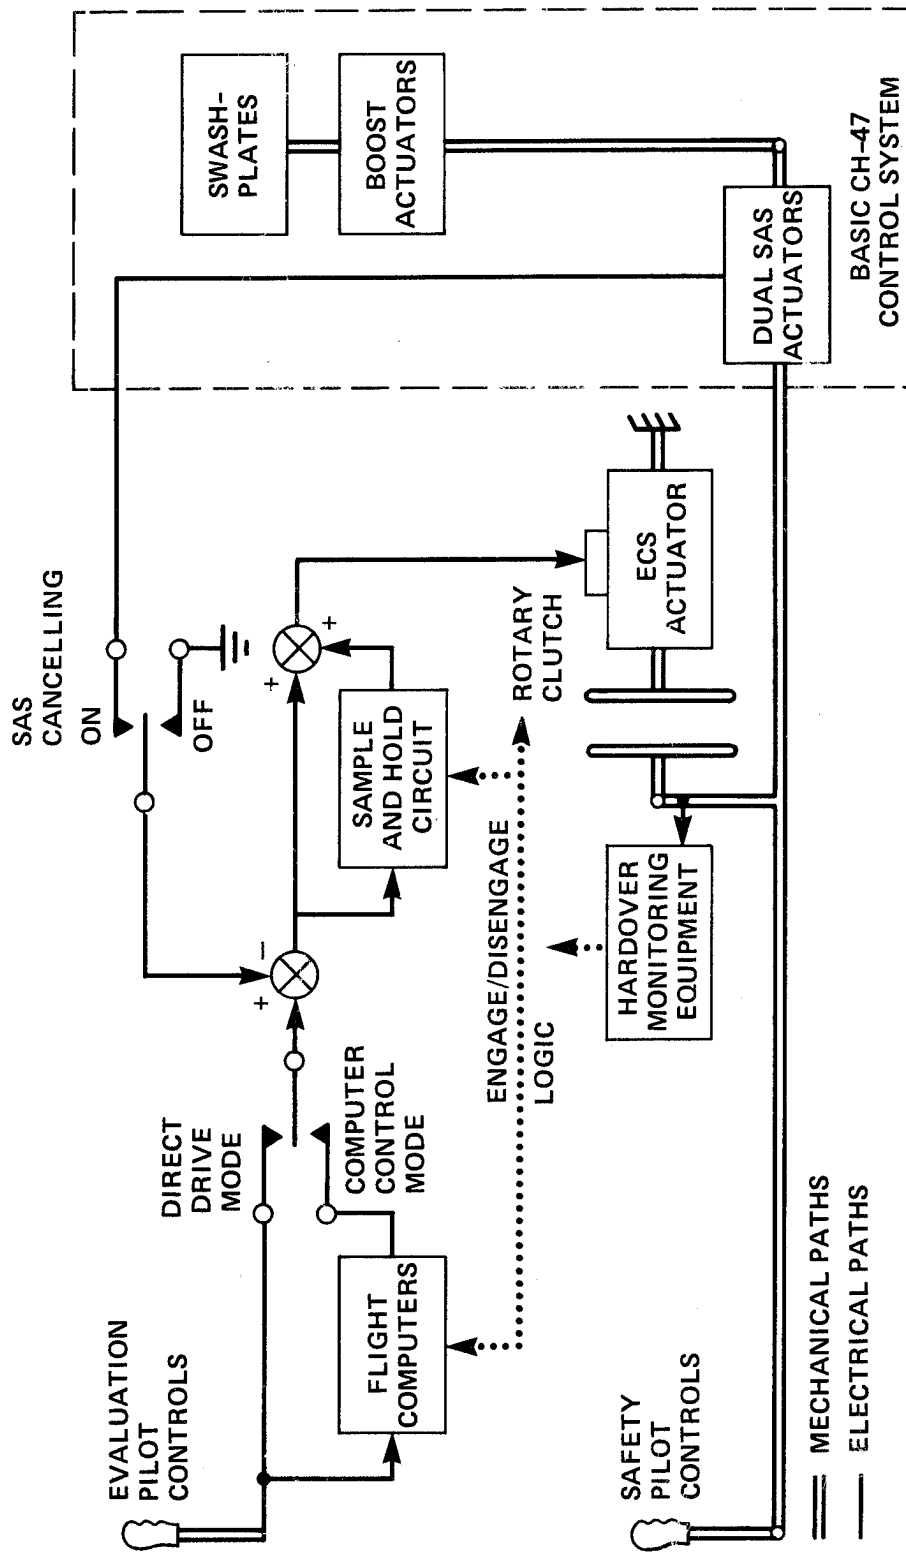 EVALUATION
PILOT
CONTROLS
DIRECT
DRIVE
MODE
COMPUTER
CONTROL
MODE
FLIGHT
COMPUTERS
+
−
SAS
CANCELLING
ON
OFF
+
+
SAMPLE
AND HOLD
CIRCUIT
ENGAGE/DISENGAGE
LOGIC
ROTARY
CLUTCH
ECS
ACTUATOR
HARDOVER
MONITORING
EQUIPMENT
SWASH-
PLATES
BOOST
ACTUATORS
DUAL SAS
ACTUATORS
BASIC CH-47
CONTROL SYSTEM
SAFETY
PILOT
CONTROLS
MECHANICAL PATHS
ELECTRICAL PATHS